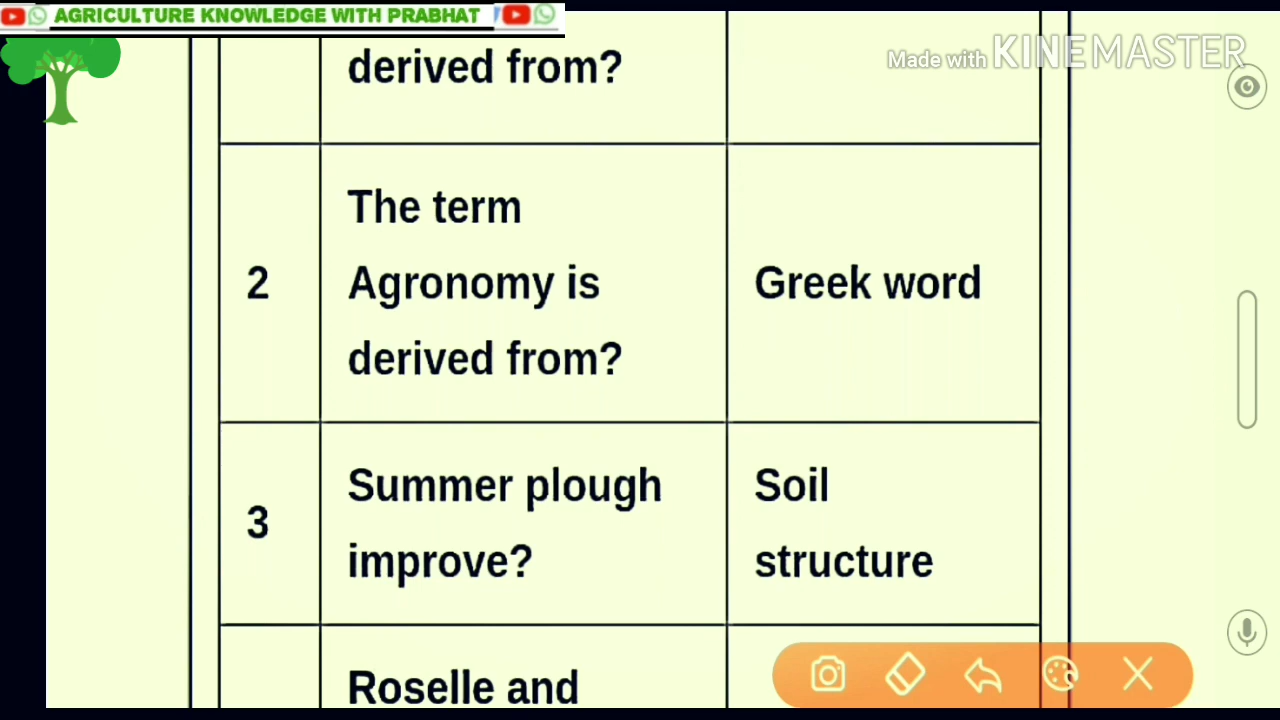 AGRICULTURE KNOWLEDGE WITH PRABHAT
Made with KINEMASTER
derived from?
2
The term
Agronomy is
derived from?
Greek word
3
Summer plough
improve?
Soil
structure
Roselle and